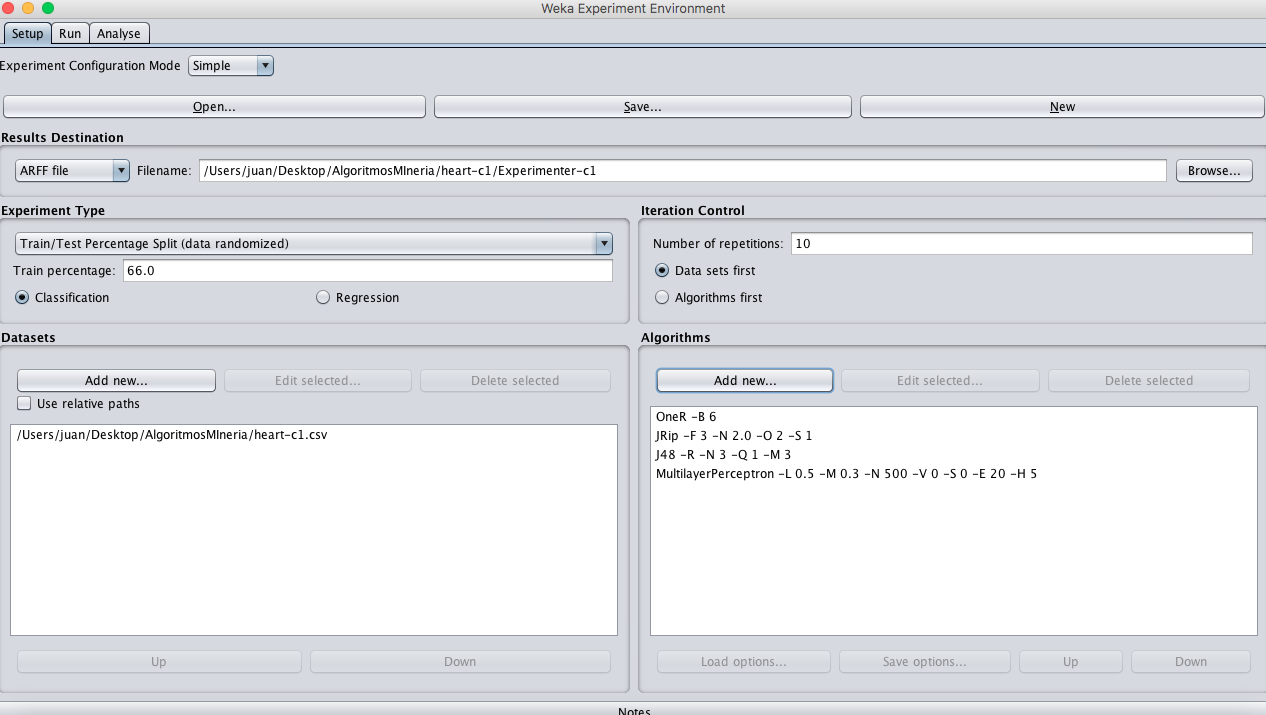 Weka Experiment Environment
Setup Run Analyse
Experiment Configuration Mode Simple
Open... Save... New
Results Destination
ARFF file Filename: /Users/juan/Desktop/AlgoritmosMIneria/heart-c1/Experimenter-c1 Browse...
Experiment Type
Train/Test Percentage Split (data randomized)
Train percentage: 66.0
Classification Regression
Iteration Control
Number of repetitions: 10
Data sets first
Algorithms first
Datasets
Add new... Edit selected... Delete selected
Use relative paths
/Users/juan/Desktop/AlgoritmosMIneria/heart-c1.csv
Up Down
Algorithms
Add new... Edit selected... Delete selected
OneR -B 6
JRip -F 3 -N 2.0 -O 2 -S 1
J48 -R -N 3 -Q 1 -M 3
MultilayerPerceptron -L 0.5 -M 0.3 -N 500 -V 0 -S 0 -E 20 -H 5
Load options... Save options... Up Down
Notes